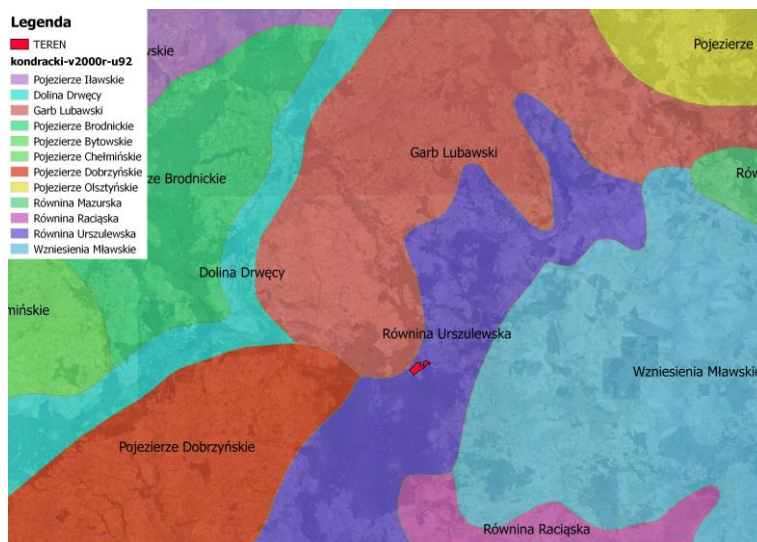 Legenda
TEREN
kondracki-v2000r-u92
Pojezierze Iławskie
Dolina Drwęcy
Garb Lubawski
Pojezierze Brodnickie
Pojezierze Bytowskie
Pojezierze Chełmińskie
Pojezierze Dobrzyńskie
Pojezierze Olsztyńskie
Równina Mazurska
Równina Raciąska
Równina Urszulewska
Wzniesienia Mławskie
wskie
Pojezierze
Garb Lubawski
ze Brodnickie
Rów
Dolina Drwęcy
mińskie
Równina Urszulewska
Wzniesienia Mławskie
Pojezierze Dobrzyńskie
Równina Raciąska